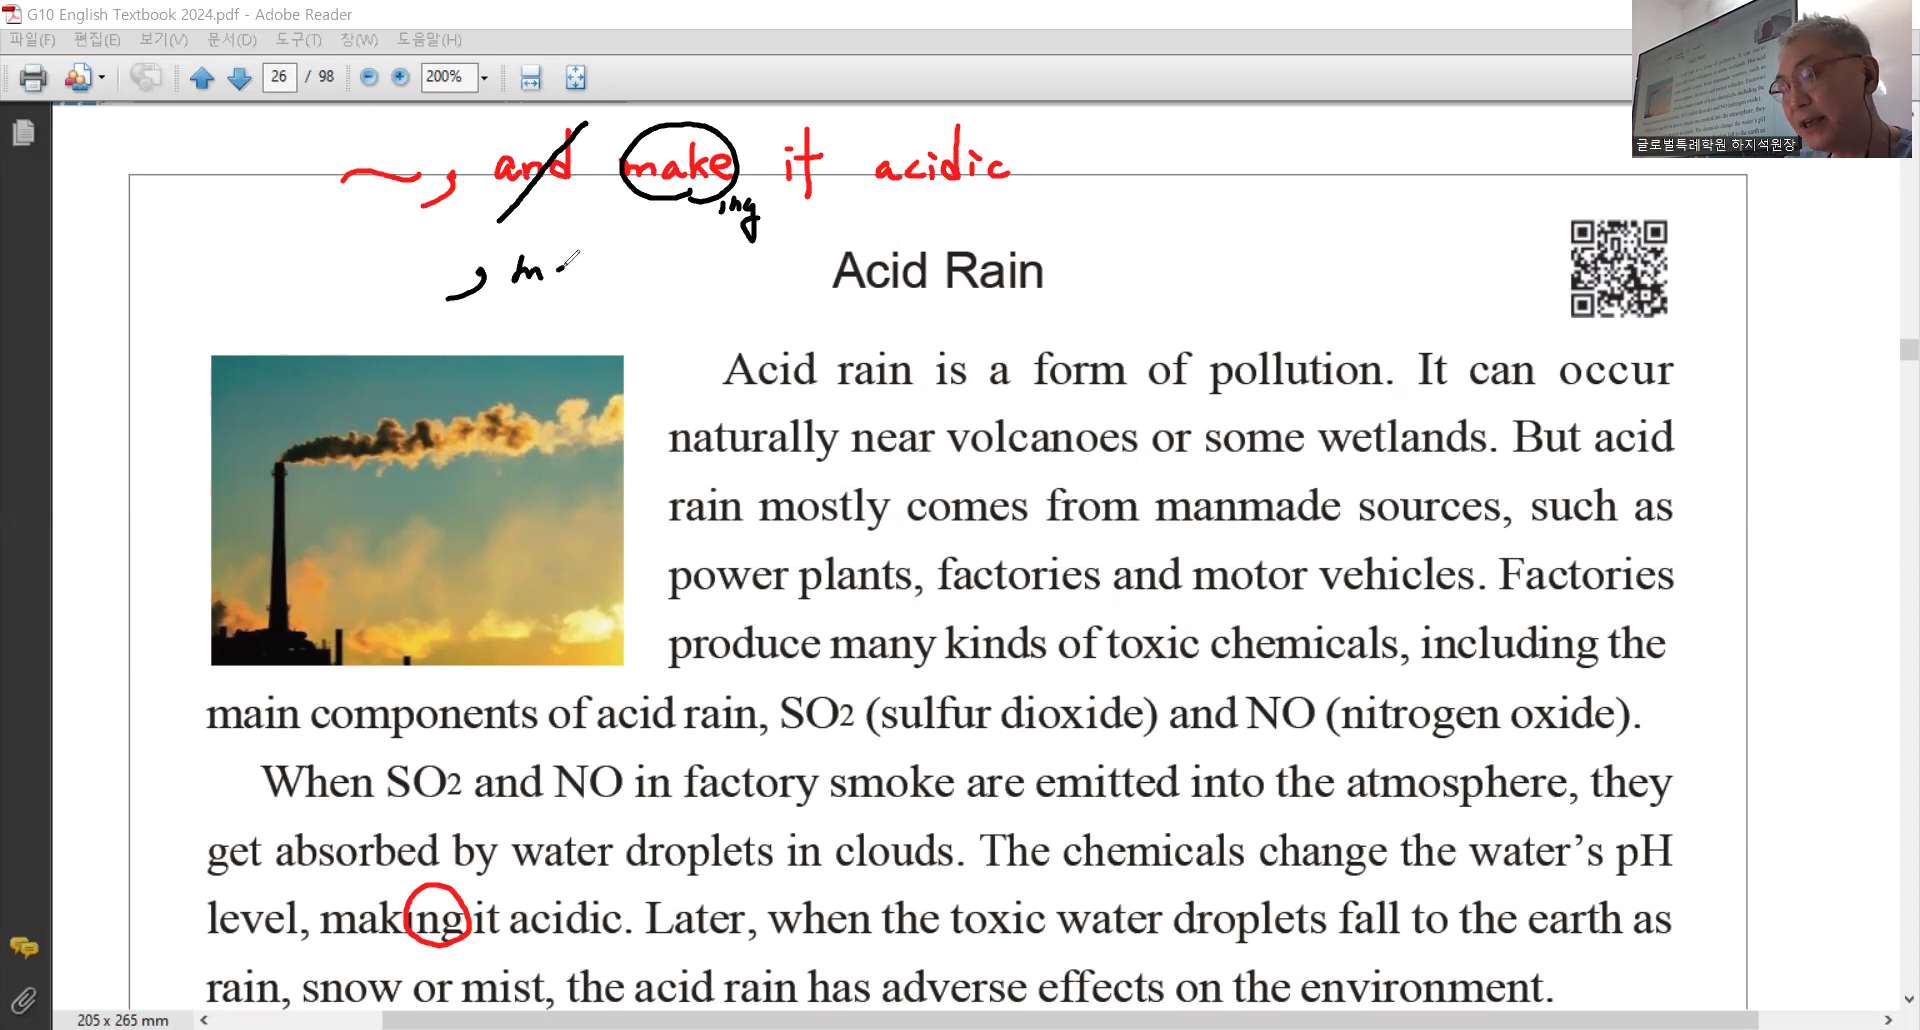 G10 English Textbook 2024.pdf - Adobe Reader
파일(F) 편집(E) 보기(V) 문서(D) 도구(T) 창(W) 도움말(H)
26 / 98 200%
글로벌특례학원 하지석원장
~, and make it acidic
ing
, m
Acid Rain
Acid rain is a form of pollution. It can occur
naturally near volcanoes or some wetlands. But acid
rain mostly comes from manmade sources, such as
power plants, factories and motor vehicles. Factories
produce many kinds of toxic chemicals, including the
main components of acid rain, SO2 (sulfur dioxide) and NO (nitrogen oxide).
When SO2 and NO in factory smoke are emitted into the atmosphere, they
get absorbed by water droplets in clouds. The chemicals change the water’s pH
level, making it acidic. Later, when the toxic water droplets fall to the earth as
rain, snow or mist, the acid rain has adverse effects on the environment.
205 x 265 mm